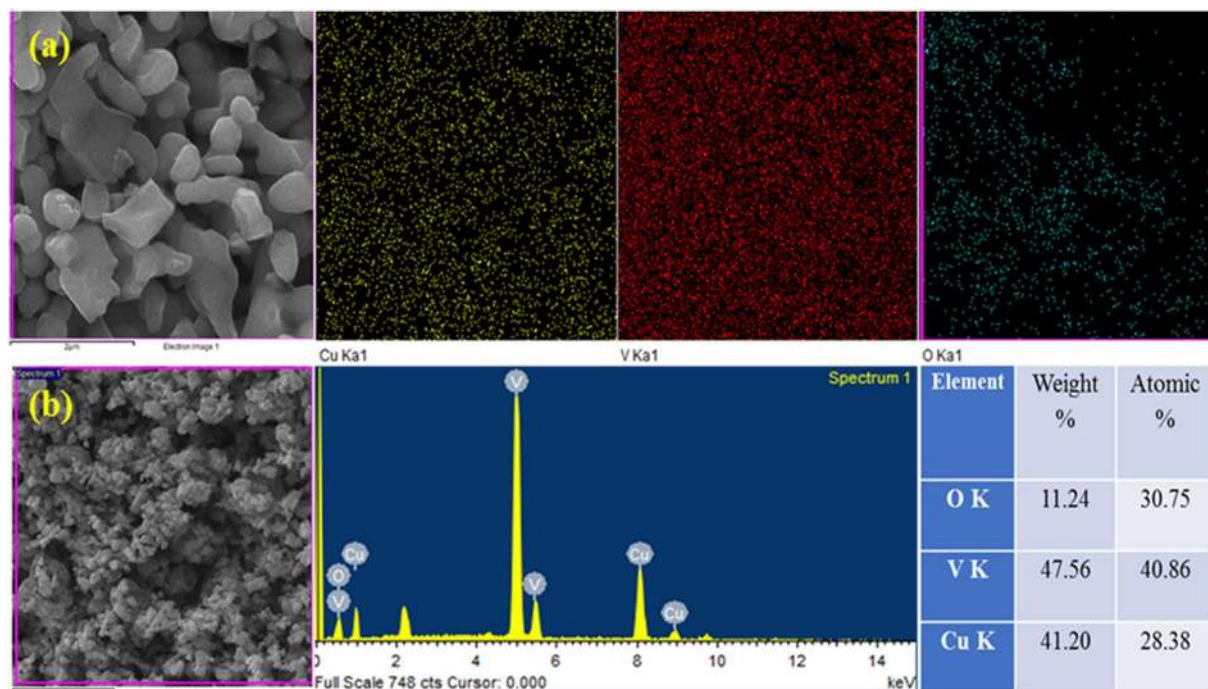 (a)
2µm
Electron Image 1
Cu Ka1
V Ka1
O Ka1
Spectrum 1
(b)
Spectrum 1
V
Cu
O
V
V
Cu
Cu
0 2 4 6 8 10 12 14
Full Scale 748 cts Cursor: 0.000
keV
Element Weight % Atomic %
O K 11.24 30.75
V K 47.56 40.86
Cu K 41.20 28.38